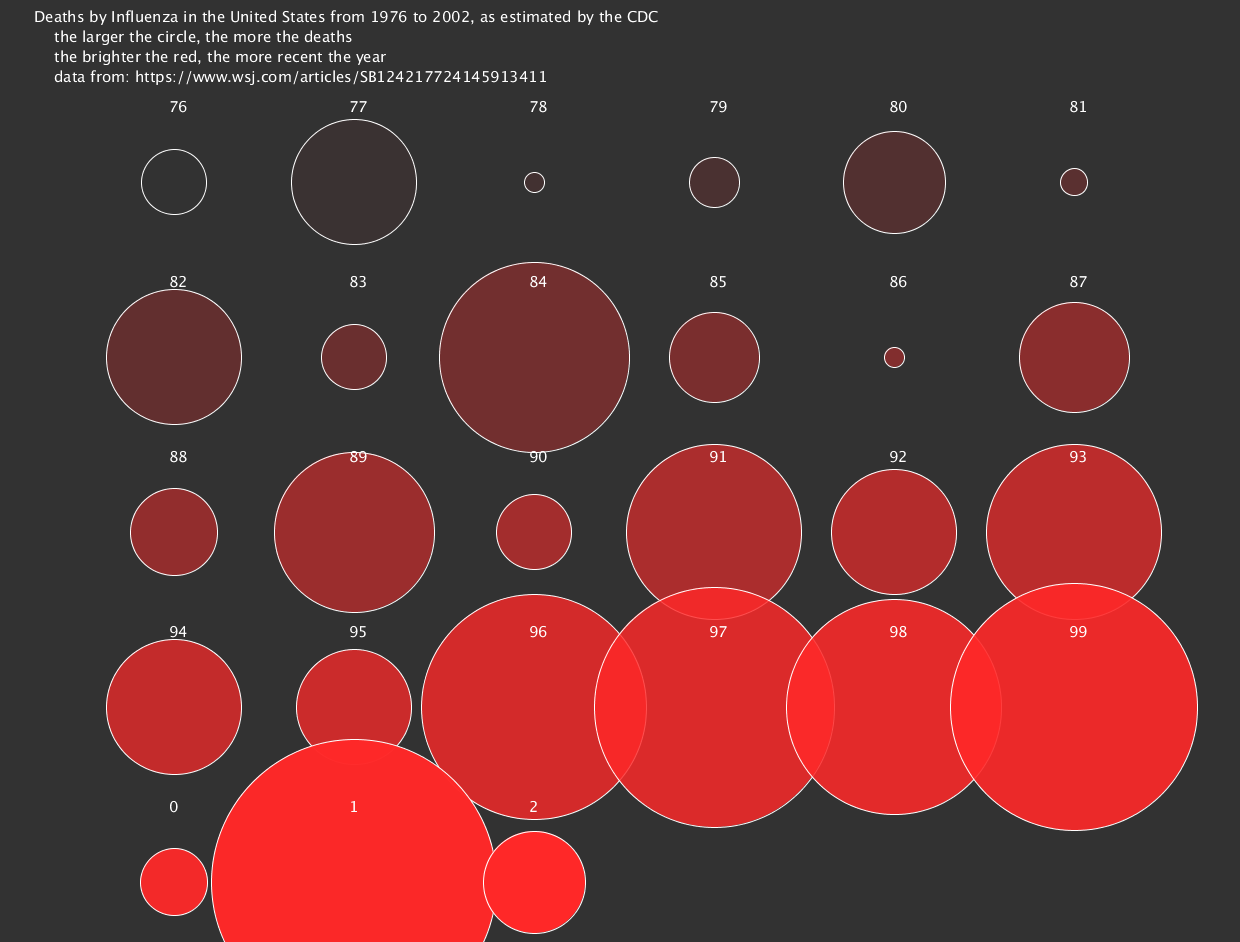 Deaths by Influenza in the United States from 1976 to 2002, as estimated by the CDC
the larger the circle, the more the deaths
the brighter the red, the more recent the year
data from: https://www.wsj.com/articles/SB124217724145913411
76 77 78 79 80 81
82 83 84 85 86 87
88 89 90 91 92 93
94 95 96 97 98 99
0 1 2